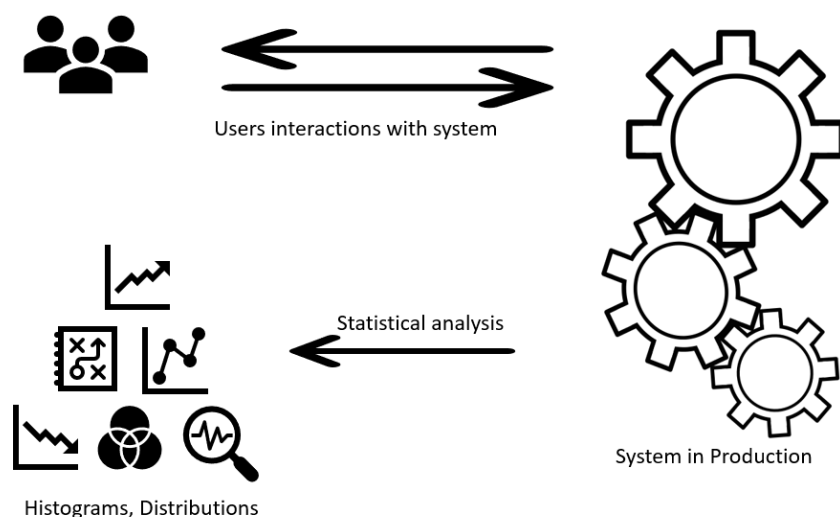 Users interactions with system
Statistical analysis
System in Production
Histograms, Distributions